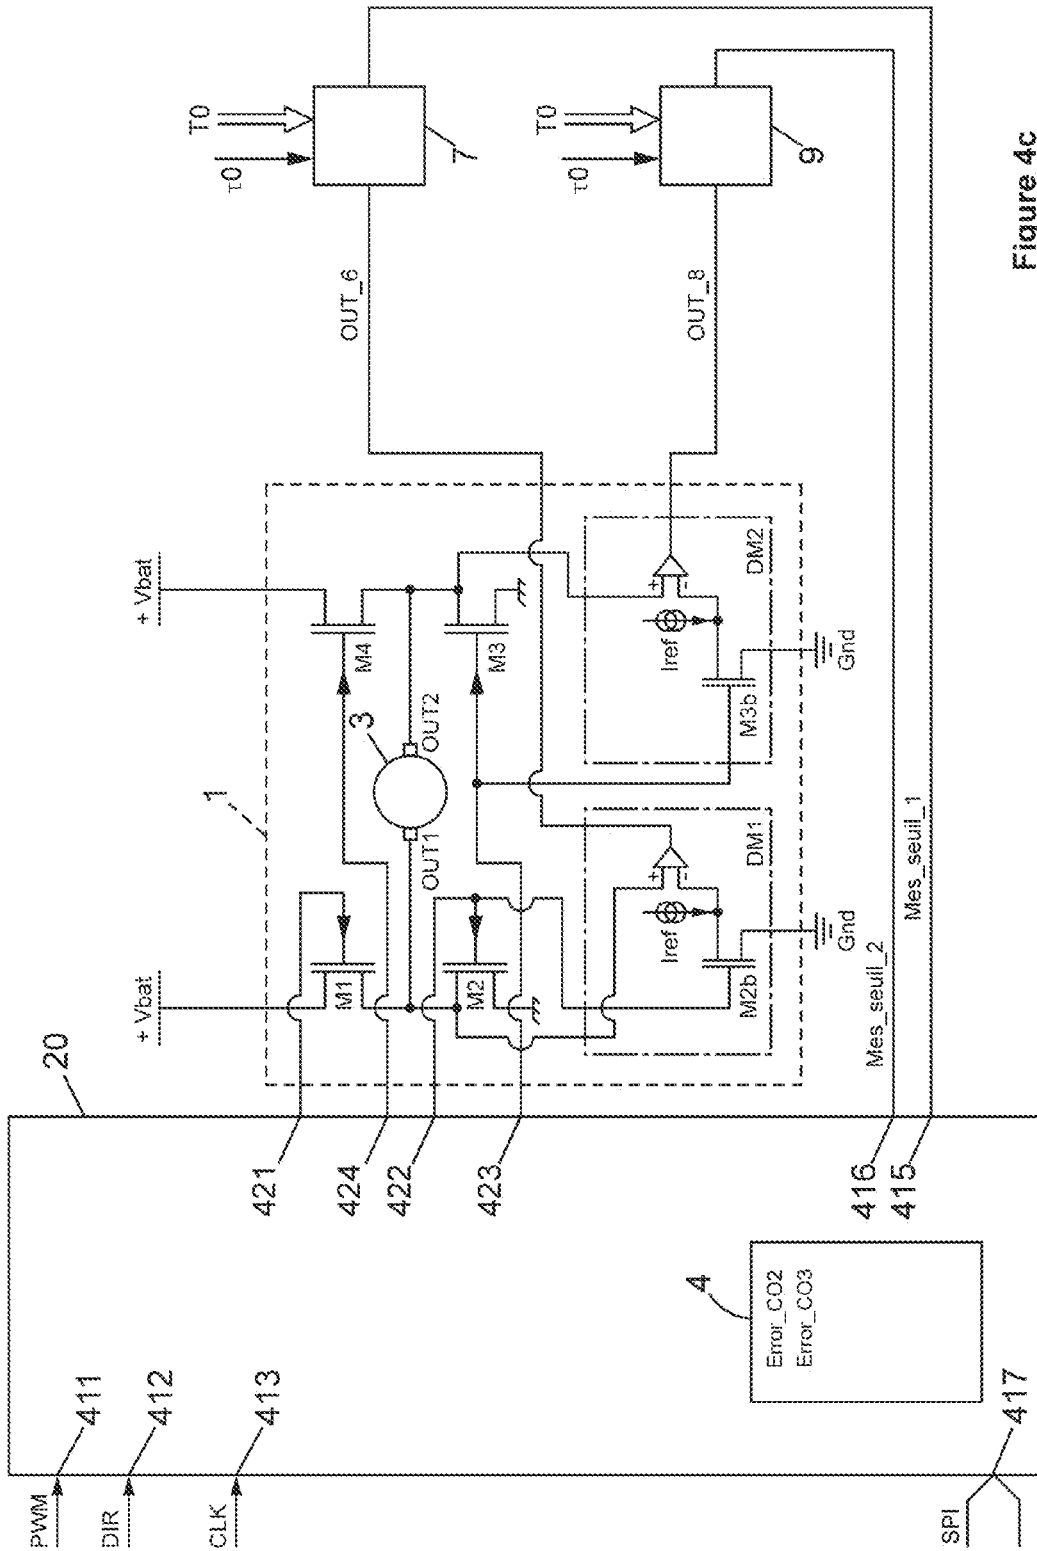 PWM
411
DIR
412
CLK
413
SPI
417
4
Error_CO2
Error_CO3
20
421
424
422
423
416
415
1
+ Vbat
+ Vbat
M1
M4
3
OUT1
OUT2
M2
M3
Iref
+
-
M2b
DM1
Gnd
Iref
+
-
M3b
DM2
Gnd
Mes_seuil_2
Mes_seuil_1
OUT_6
OUT_8
τ0
T0
7
τ0
T0
9
Figure 4c